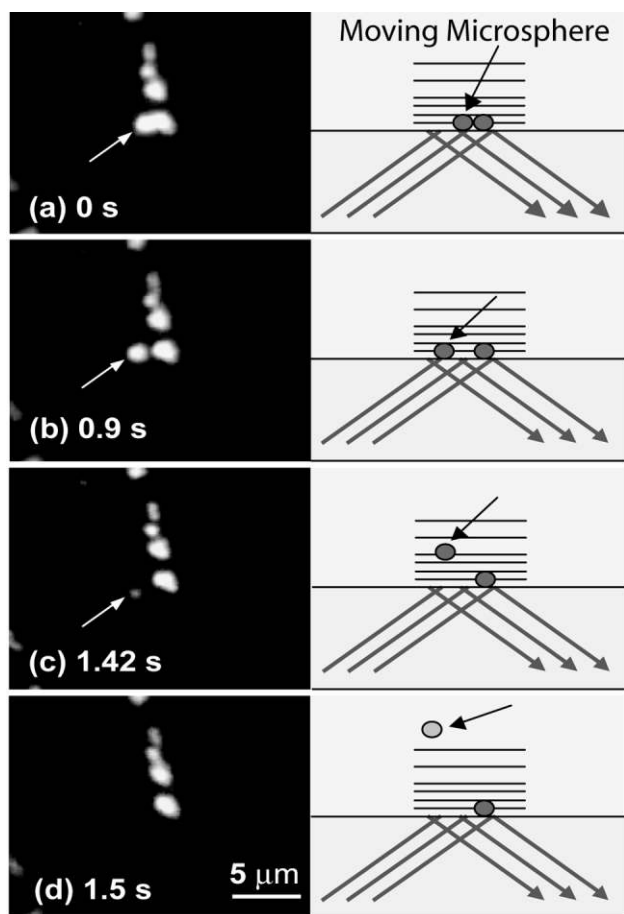 Moving Microsphere
(a) 0 s
(b) 0.9 s
(c) 1.42 s
(d) 1.5 s
5 μm